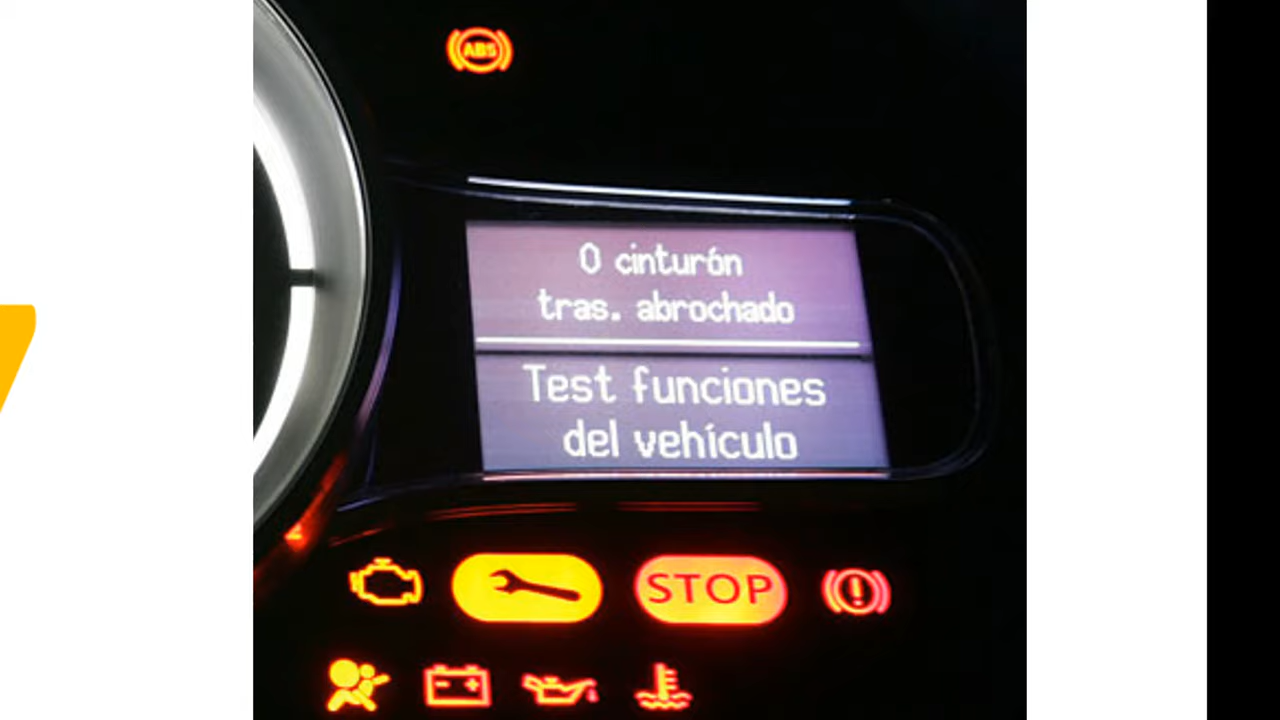 ABS
0 cinturón
tras. abrochado
Test funciones
del vehículo
STOP